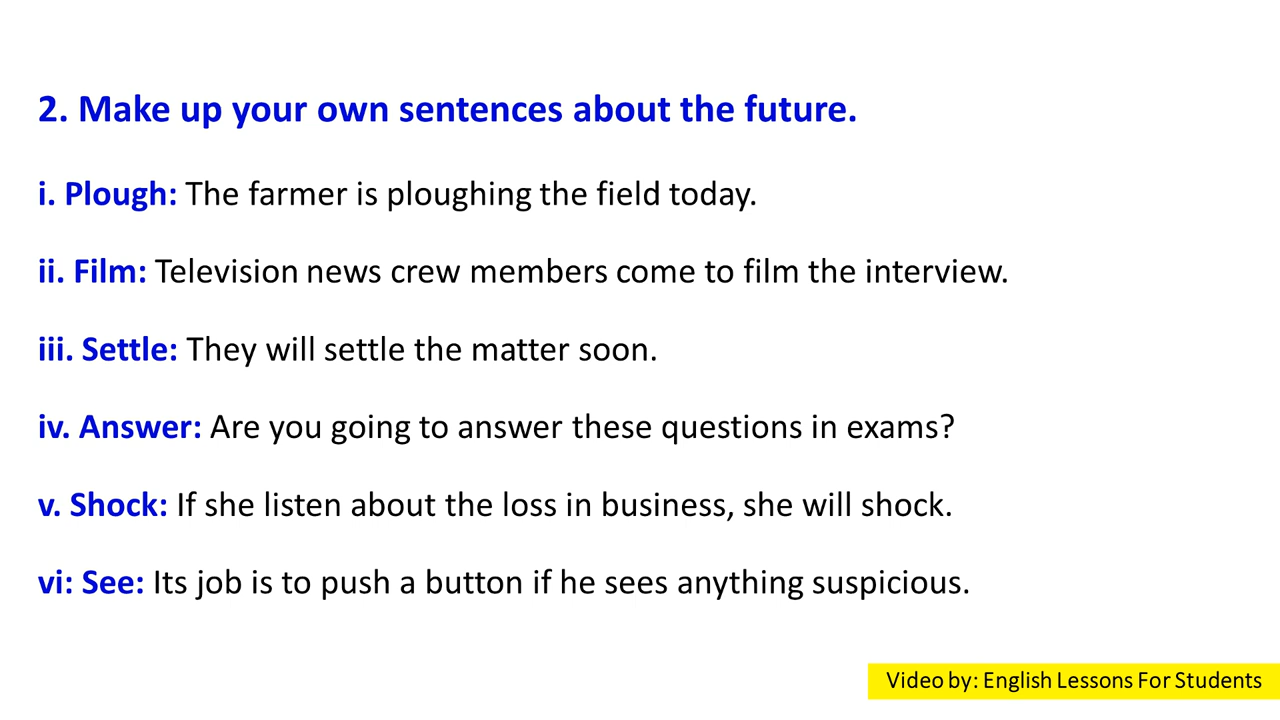 2. Make up your own sentences about the future.
i. Plough: The farmer is ploughing the field today.
ii. Film: Television news crew members come to film the interview.
iii. Settle: They will settle the matter soon.
iv. Answer: Are you going to answer these questions in exams?
v. Shock: If she listen about the loss in business, she will shock.
vi: See: Its job is to push a button if he sees anything suspicious.
Video by: English Lessons For Students